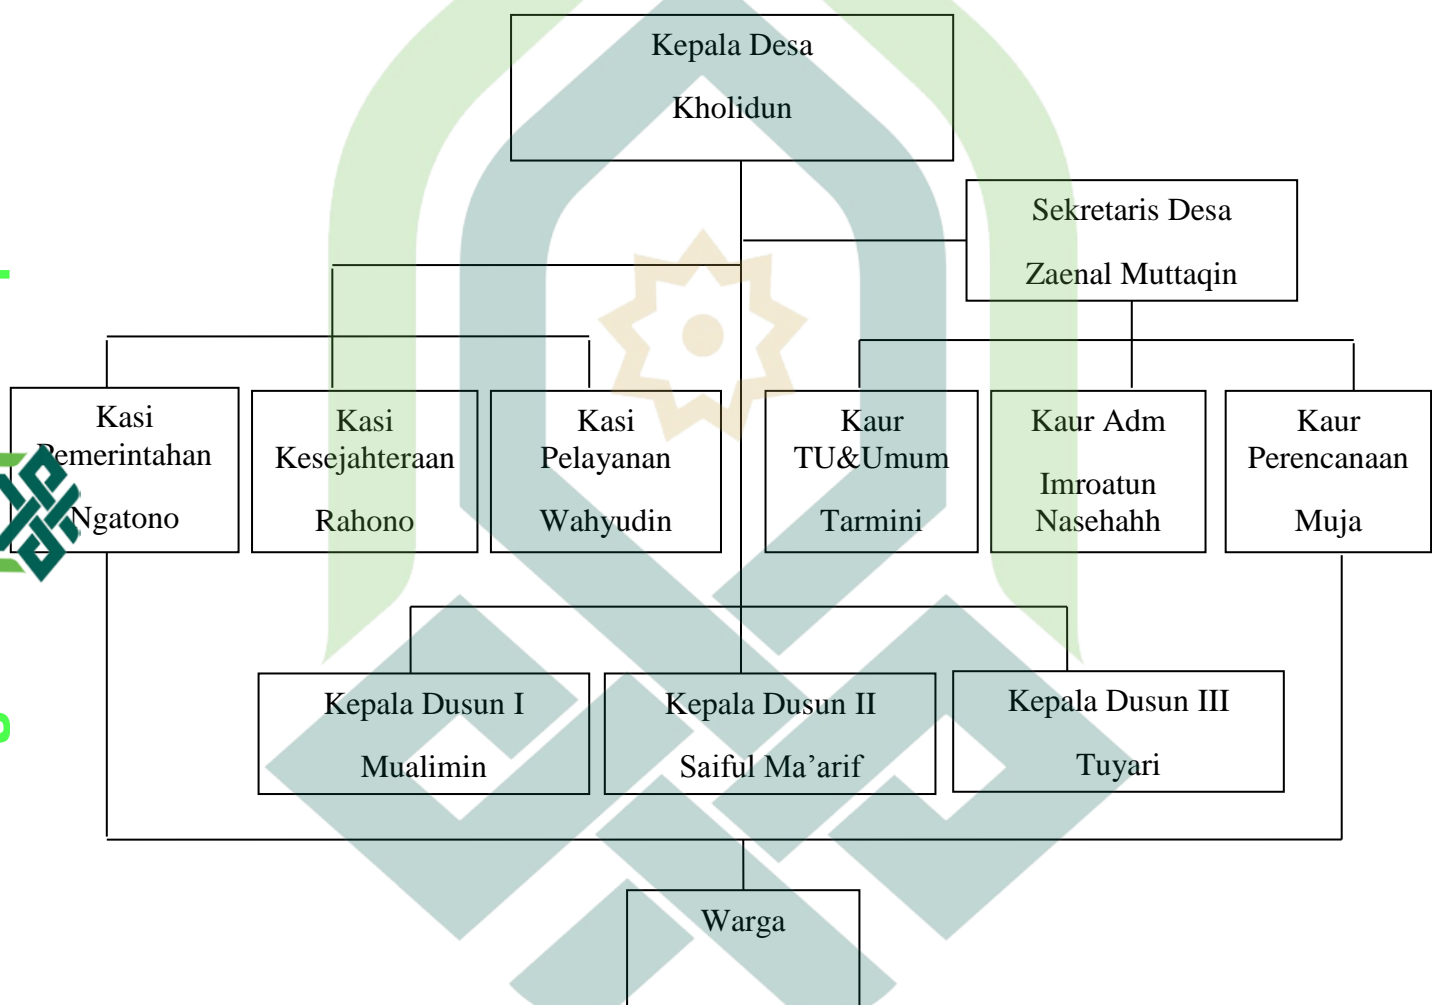 Kepala Desa
Kholidun
Sekretaris Desa
Zaenal Muttaqin
Kasi
Pemerintahan
Ngatono
Kasi
Kesejahteraan
Rahono
Kasi
Pelayanan
Wahyudin
Kaur
TU&Umum
Tarmini
Kaur Adm
Imroatun
Nasehahh
Kaur
Perencanaan
Muja
Kepala Dusun I
Mualimin
Kepala Dusun II
Saiful Ma’arif
Kepala Dusun III
Tuyari
Warga